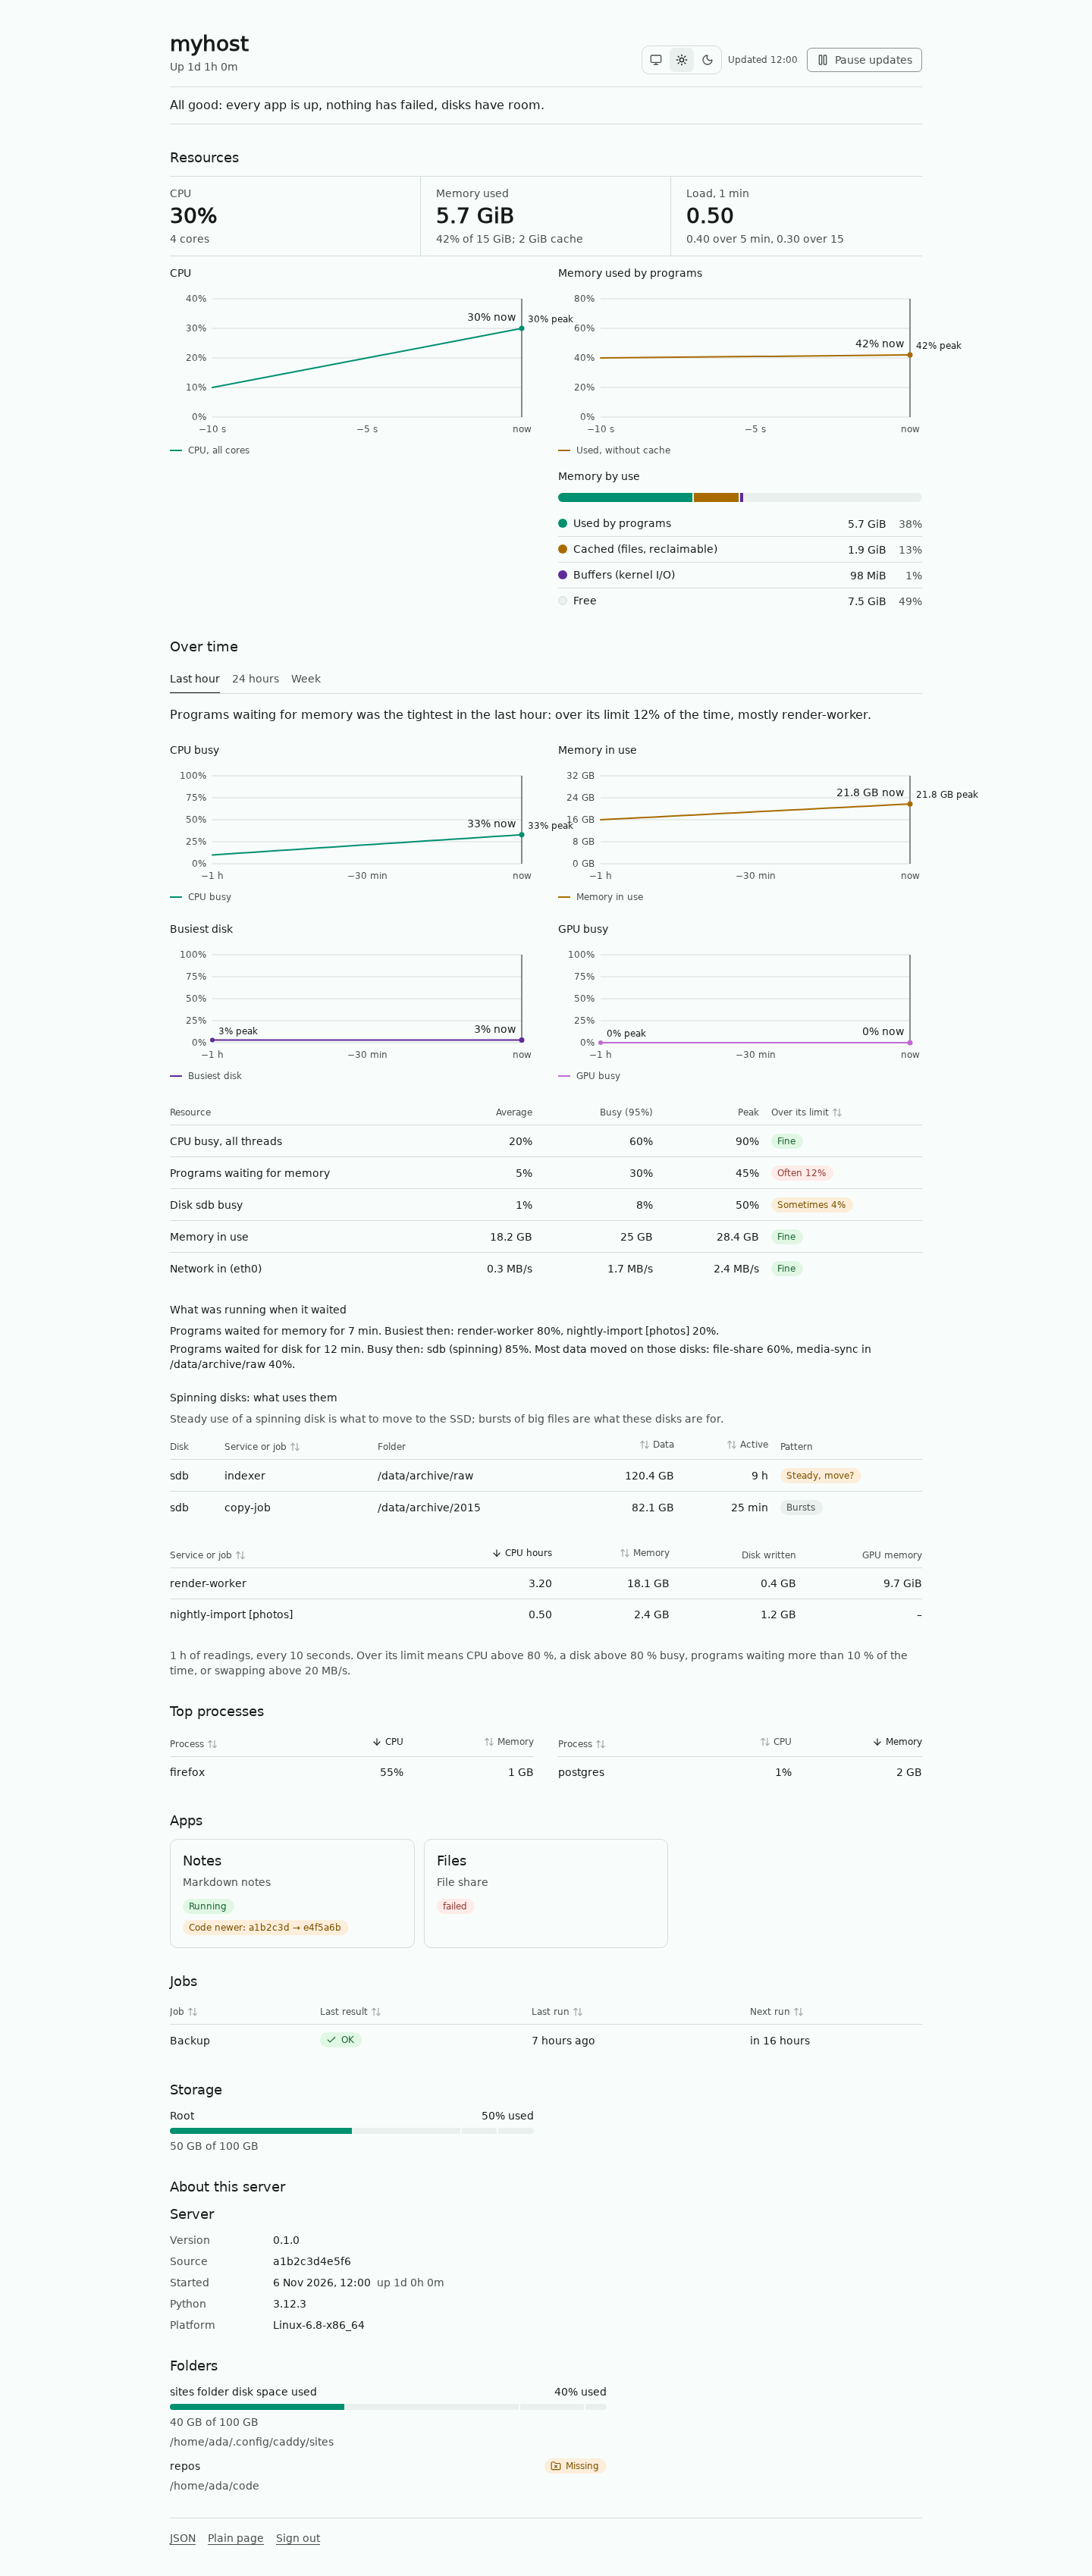 myhost
Up 1d 1h 0m
Updated 12:00
Pause updates
All good: every app is up, nothing has failed, disks have room.
Resources
CPU
30%
4 cores
Memory used
5.7 GiB
42% of 15 GiB; 2 GiB cache
Load, 1 min
0.50
0.40 over 5 min, 0.30 over 15
CPU
40%
30%
20%
10%
0%
30% now
30% peak
−10 s
−5 s
now
CPU, all cores
Memory used by programs
80%
60%
40%
20%
0%
42% now
42% peak
−10 s
−5 s
now
Used, without cache
Memory by use
Used by programs 5.7 GiB 38%
Cached (files, reclaimable) 1.9 GiB 13%
Buffers (kernel I/O) 98 MiB 1%
Free 7.5 GiB 49%
Over time
Last hour 24 hours Week
Programs waiting for memory was the tightest in the last hour: over its limit 12% of the time, mostly render-worker.
CPU busy
100%
75%
50%
25%
0%
33% now
33% peak
−1 h
−30 min
now
CPU busy
Memory in use
32 GB
24 GB
16 GB
8 GB
0 GB
21.8 GB now
21.8 GB peak
−1 h
−30 min
now
Memory in use
Busiest disk
100%
75%
50%
25%
0%
3% peak
3% now
−1 h
−30 min
now
Busiest disk
GPU busy
100%
75%
50%
25%
0%
0% peak
0% now
−1 h
−30 min
now
GPU busy
Resource Average Busy (95%) Peak Over its limit
CPU busy, all threads 20% 60% 90% Fine
Programs waiting for memory 5% 30% 45% Often 12%
Disk sdb busy 1% 8% 50% Sometimes 4%
Memory in use 18.2 GB 25 GB 28.4 GB Fine
Network in (eth0) 0.3 MB/s 1.7 MB/s 2.4 MB/s Fine
What was running when it waited
Programs waited for memory for 7 min. Busiest then: render-worker 80%, nightly-import [photos] 20%.
Programs waited for disk for 12 min. Busy then: sdb (spinning) 85%. Most data moved on those disks: file-share 60%, media-sync in
/data/archive/raw 40%.
Spinning disks: what uses them
Steady use of a spinning disk is what to move to the SSD; bursts of big files are what these disks are for.
Disk Service or job Folder Data Active Pattern
sdb indexer /data/archive/raw 120.4 GB 9 h Steady, move?
sdb copy-job /data/archive/2015 82.1 GB 25 min Bursts
Service or job CPU hours Memory Disk written GPU memory
render-worker 3.20 18.1 GB 0.4 GB 9.7 GiB
nightly-import [photos] 0.50 2.4 GB 1.2 GB –
1 h of readings, every 10 seconds. Over its limit means CPU above 80 %, a disk above 80 % busy, programs waiting more than 10 % of the
time, or swapping above 20 MB/s.
Top processes
Process CPU Memory
firefox 55% 1 GB
Process CPU Memory
postgres 1% 2 GB
Apps
Notes
Markdown notes
Running
Code newer: a1b2c3d → e4f5a6b
Files
File share
failed
Jobs
Job Last result Last run Next run
Backup OK 7 hours ago in 16 hours
Storage
Root 50% used
50 GB of 100 GB
About this server
Server
Version 0.1.0
Source a1b2c3d4e5f6
Started 6 Nov 2026, 12:00 up 1d 0h 0m
Python 3.12.3
Platform Linux-6.8-x86_64
Folders
sites folder disk space used 40% used
40 GB of 100 GB
/home/ada/.config/caddy/sites
repos Missing
/home/ada/code
JSON Plain page Sign out